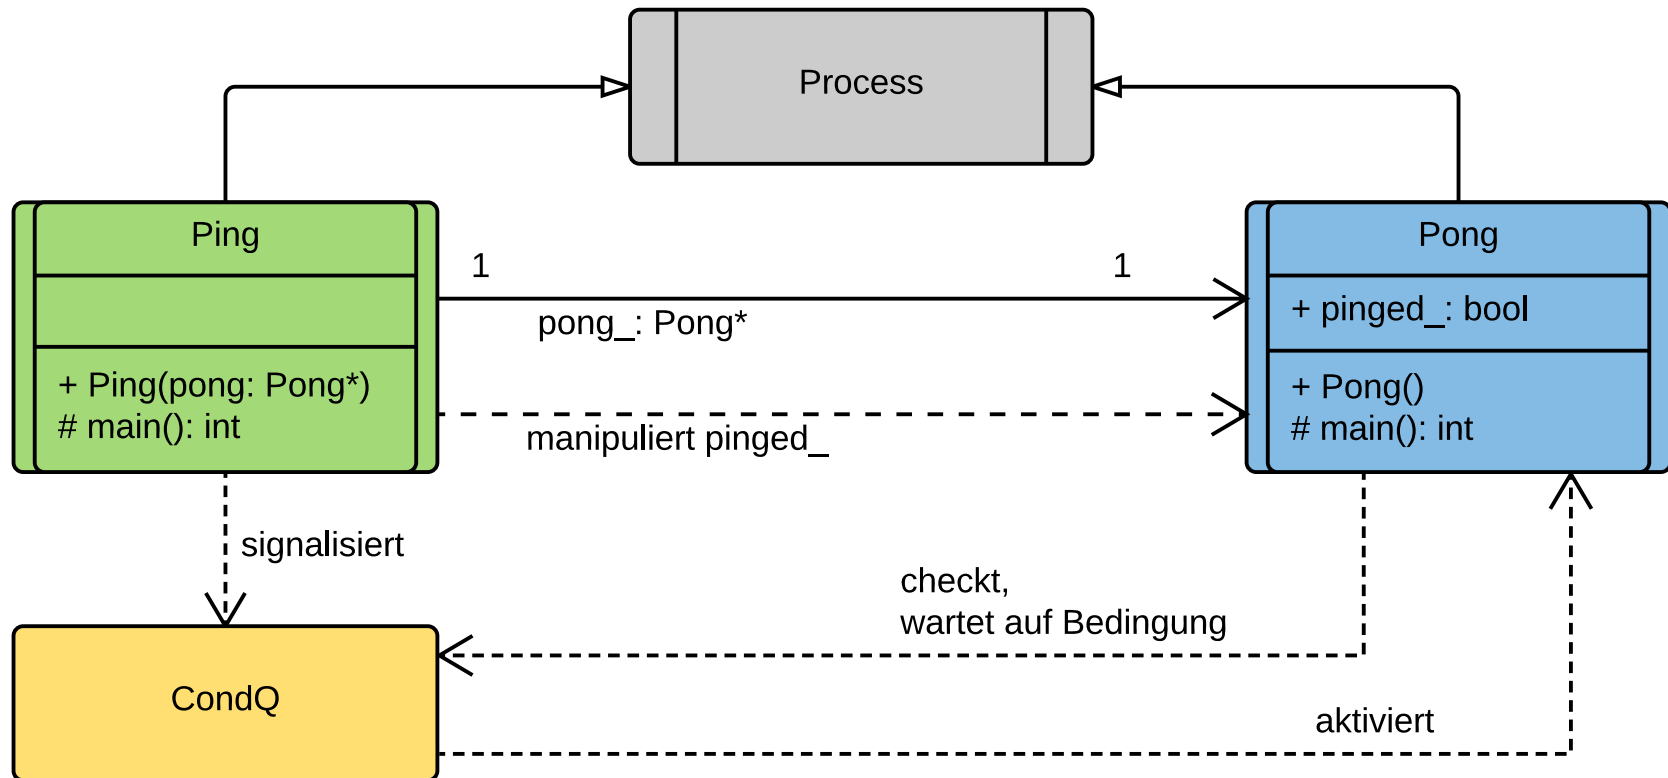 Process
Ping
+ Ping(pong: Pong*)
# main(): int
1
1
pong_: Pong*
manipuliert pinged_
Pong
+ pinged_: bool
+ Pong()
# main(): int
signalisiert
checkt,
wartet auf Bedingung
CondQ
aktiviert